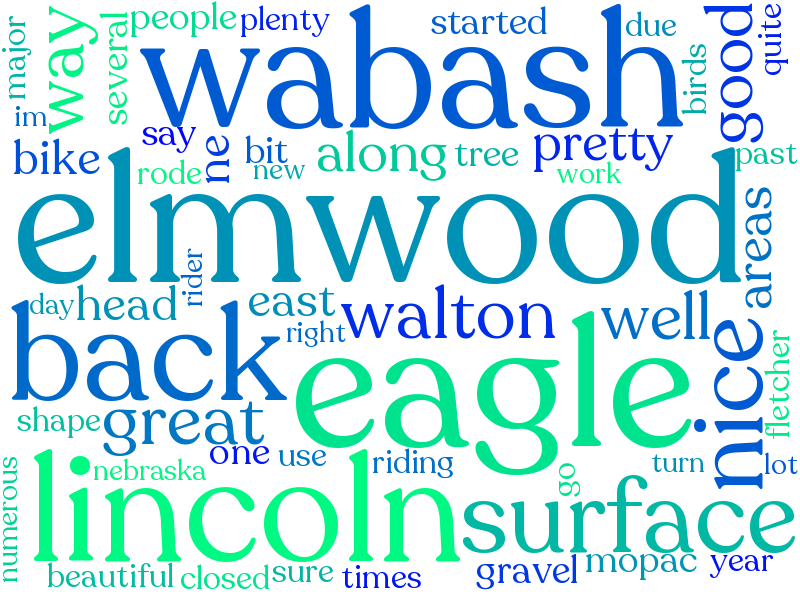 major
way
several
people
plenty
wabash
started
due
birds
good
quite
im
say
ne
bit
new
along
tree
pretty
past
bike
rode
work
elmwood
areas
day
head
rider
east
right
walton
well
back
eagle
nice
fletcher
shape
great
one
use
riding
turn
lot
numerous
nebraska
lincoln
go
surface
beautiful
closed
sure
times
gravel
mopac
year